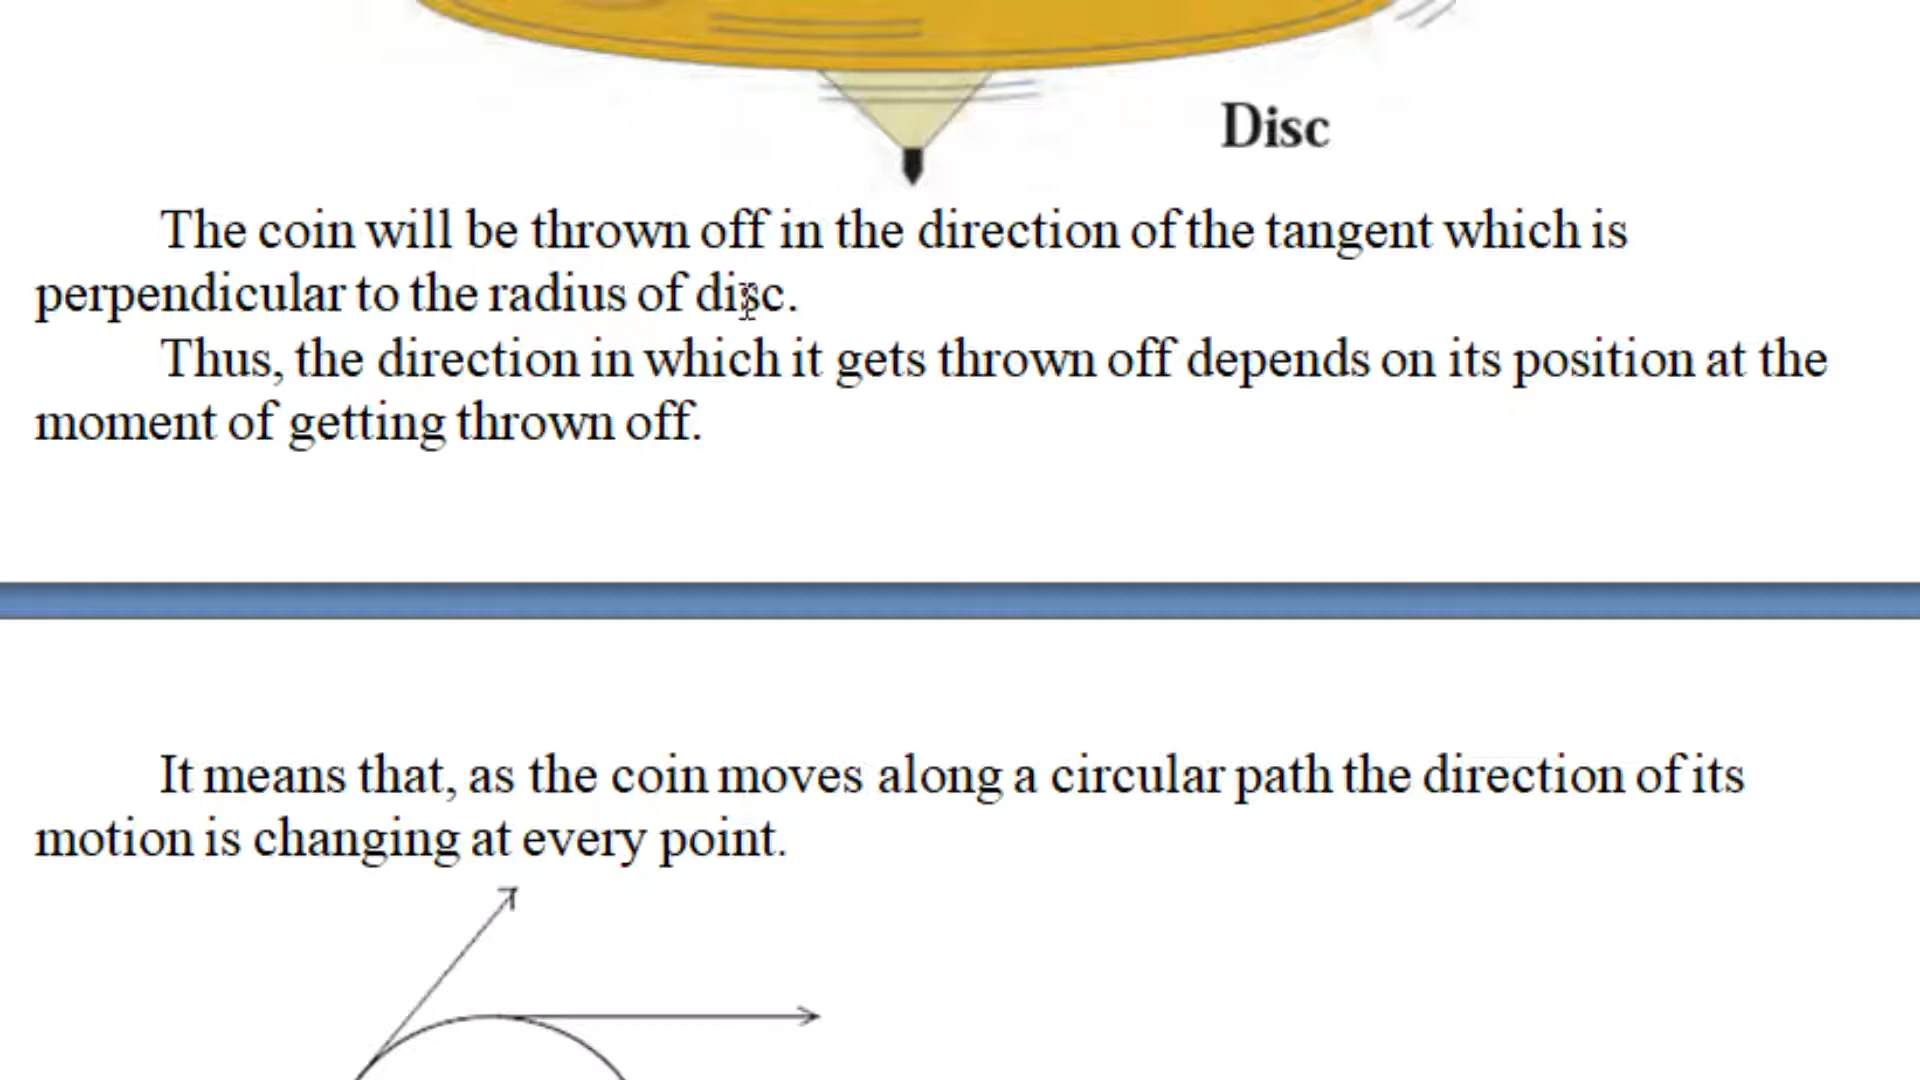 Disc
The coin will be thrown off in the direction of the tangent which is
perpendicular to the radius of disc.
Thus, the direction in which it gets thrown off depends on its position at the
moment of getting thrown off.
It means that, as the coin moves along a circular path the direction of its
motion is changing at every point.